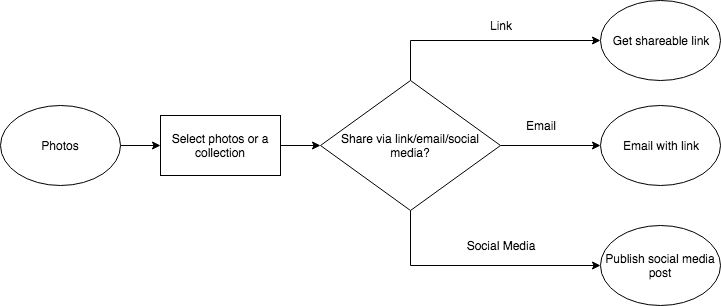 Link
Get shareable link
Photos
Select photos or a
collection
Share via link/email/social
media?
Email
Email with link
Social Media
Publish social media
post